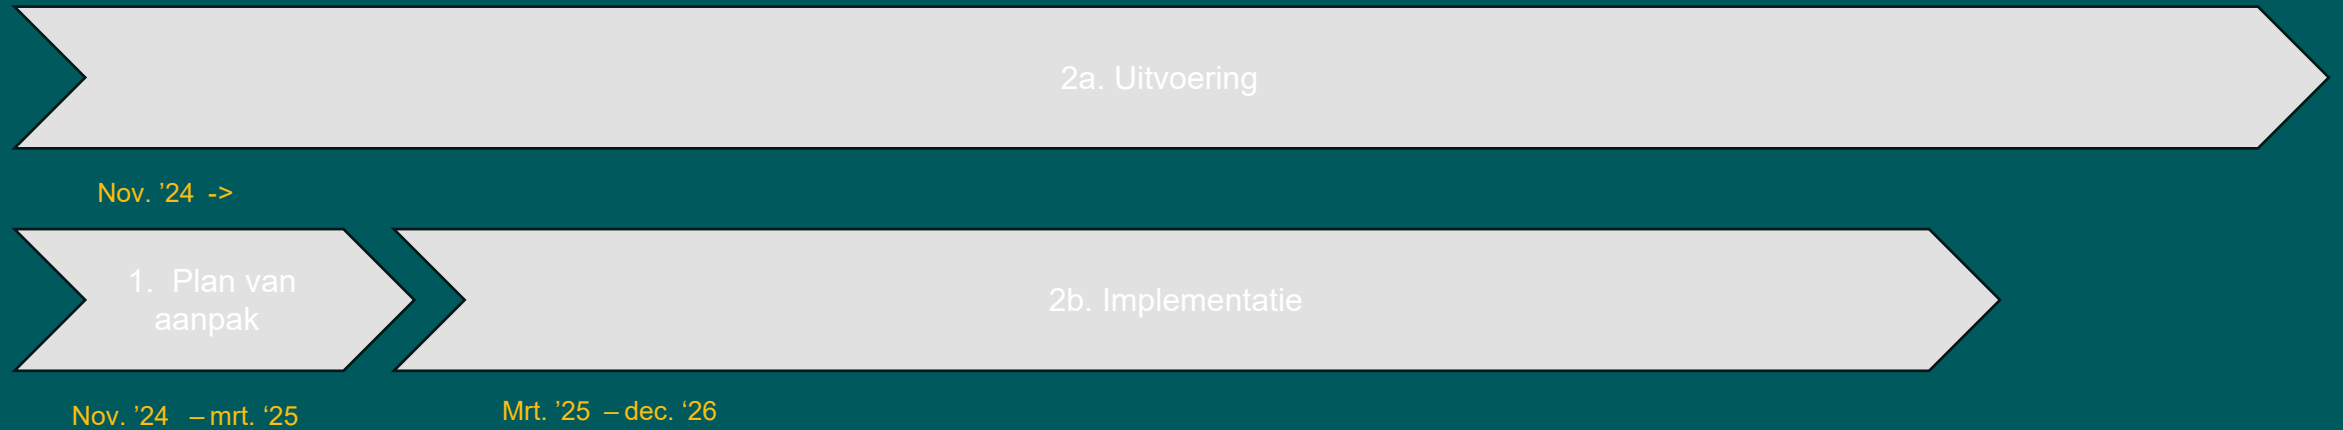 2a. Uitvoering
Nov. ’24 ->
1. Plan van
aanpak
2b. Implementatie
Nov. ’24 – mrt. ‘25
Mrt. ’25 – dec. ‘26